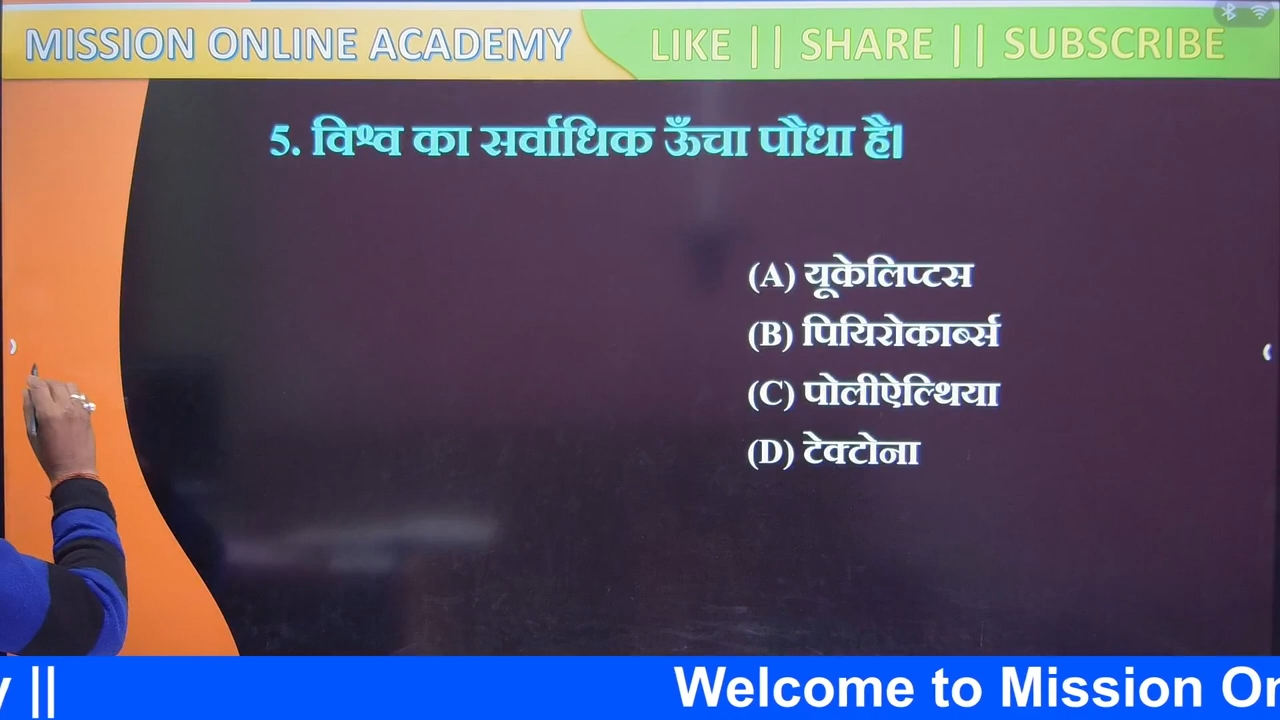 MISSION ONLINE ACADEMY
LIKE || SHARE || SUBSCRIBE
5. विश्व का सर्वाधिक ऊँचा पौधा है।
(A) यूकेलिप्टस
(B) पियिरोकार्ब्स
(C) पोलीऐल्थिया
(D) टेक्टोना
y || Welcome to Mission On